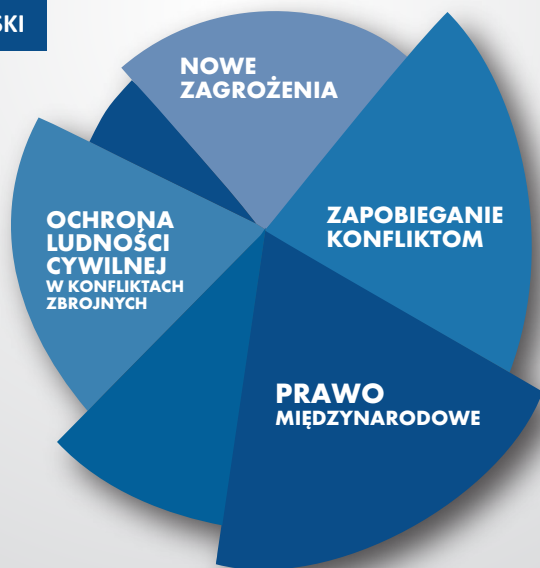 SKI
NOWE
ZAGROŻENIA
ZAPOBIEGANIE
KONFLIKTOM
OCHRONA
LUDNOŚCI
CYWILNEJ
W KONFLIKTACH
ZBROJNYCH
PRAWO
MIĘDZYNARODOWE